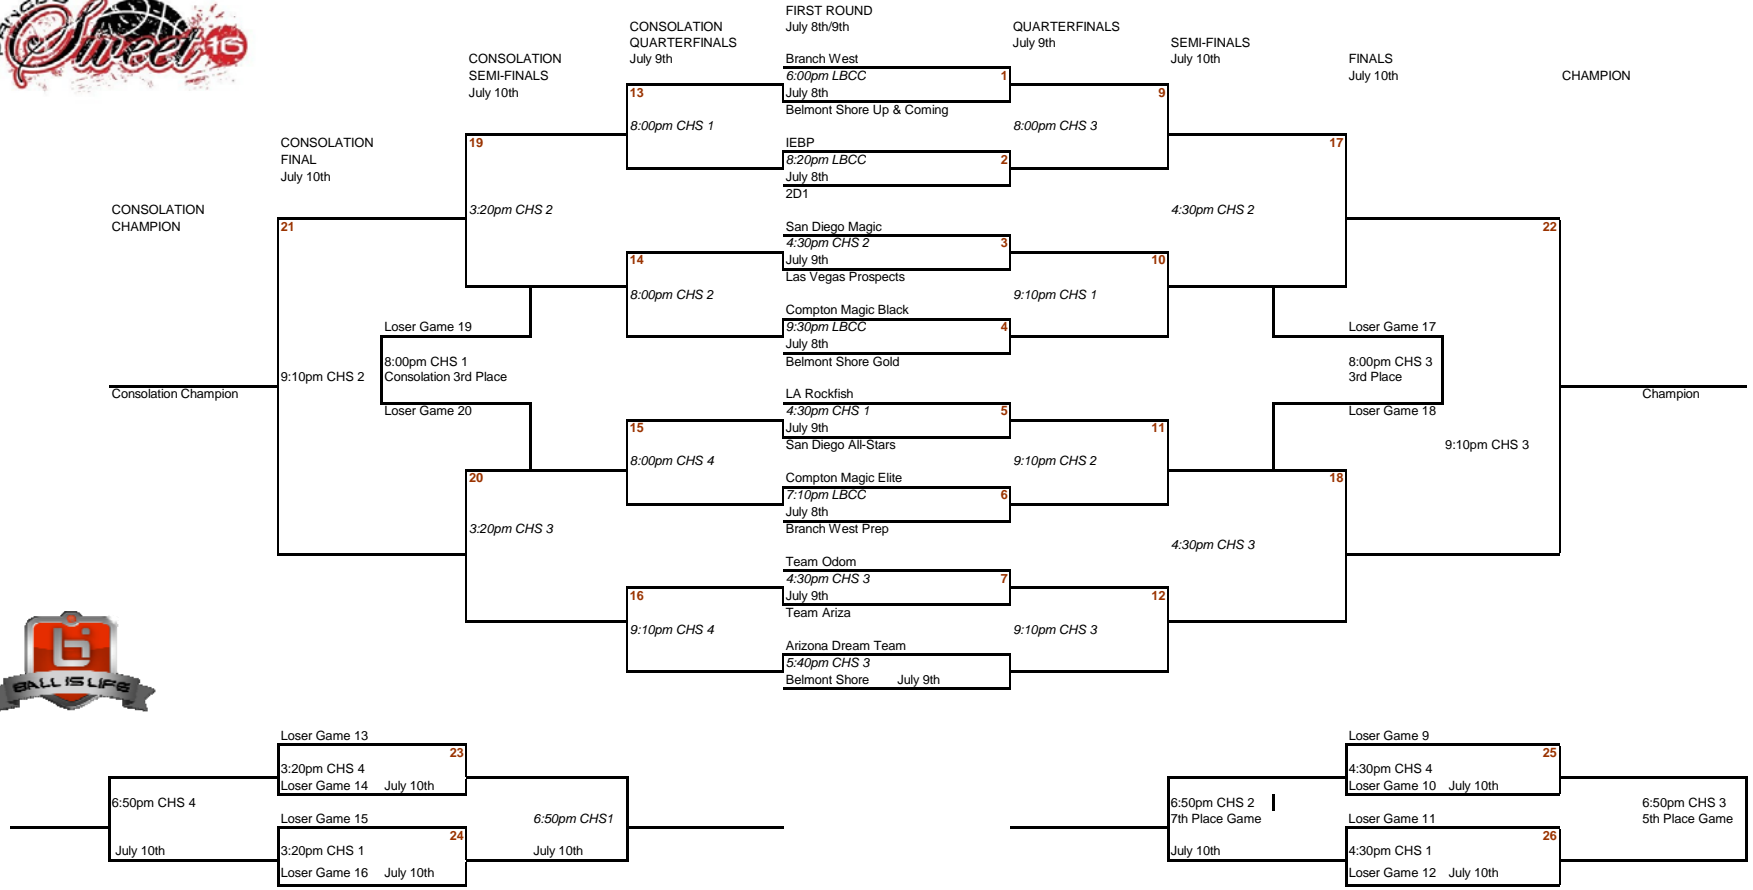 Sweet 16
FIRST ROUND
July 8th/9th
CONSOLATION
QUARTERFINALS
July 9th
QUARTERFINALS
July 9th
CONSOLATION
SEMI-FINALS
July 10th
SEMI-FINALS
July 10th
FINALS
July 10th
CHAMPION
CONSOLATION
FINAL
July 10th
CONSOLATION
CHAMPION
Branch West
6:00pm LBCC 1
July 8th
Belmont Shore Up & Coming
IEBP
8:20pm LBCC 2
July 8th
2D1
San Diego Magic
4:30pm CHS 2 3
July 9th
Las Vegas Prospects
Compton Magic Black
9:30pm LBCC 4
July 8th
Belmont Shore Gold
LA Rockfish
4:30pm CHS 1 5
July 9th
San Diego All-Stars
Compton Magic Elite
7:10pm LBCC 6
July 8th
Branch West Prep
Team Odom
4:30pm CHS 3 7
July 9th
Team Ariza
Arizona Dream Team
5:40pm CHS 3
Belmont Shore July 9th
13
8:00pm CHS 1
14
8:00pm CHS 2
15
8:00pm CHS 4
16
9:10pm CHS 4
19
3:20pm CHS 2
20
3:20pm CHS 3
21
9:10pm CHS 2
Loser Game 19
8:00pm CHS 1
Consolation 3rd Place
Loser Game 20
Consolation Champion
9
8:00pm CHS 3
10
9:10pm CHS 1
11
9:10pm CHS 2
12
9:10pm CHS 3
17
4:30pm CHS 2
18
4:30pm CHS 3
Loser Game 17
8:00pm CHS 3
3rd Place
Loser Game 18
22
9:10pm CHS 3
Champion
BALL IS LIFE
Loser Game 13
23
3:20pm CHS 4
Loser Game 14 July 10th
Loser Game 15
24
3:20pm CHS 1
Loser Game 16 July 10th
6:50pm CHS 4
July 10th
6:50pm CHS1
July 10th
Loser Game 9
25
4:30pm CHS 4
Loser Game 10 July 10th
Loser Game 11
26
4:30pm CHS 1
Loser Game 12 July 10th
6:50pm CHS 2
7th Place Game
July 10th
6:50pm CHS 3
5th Place Game